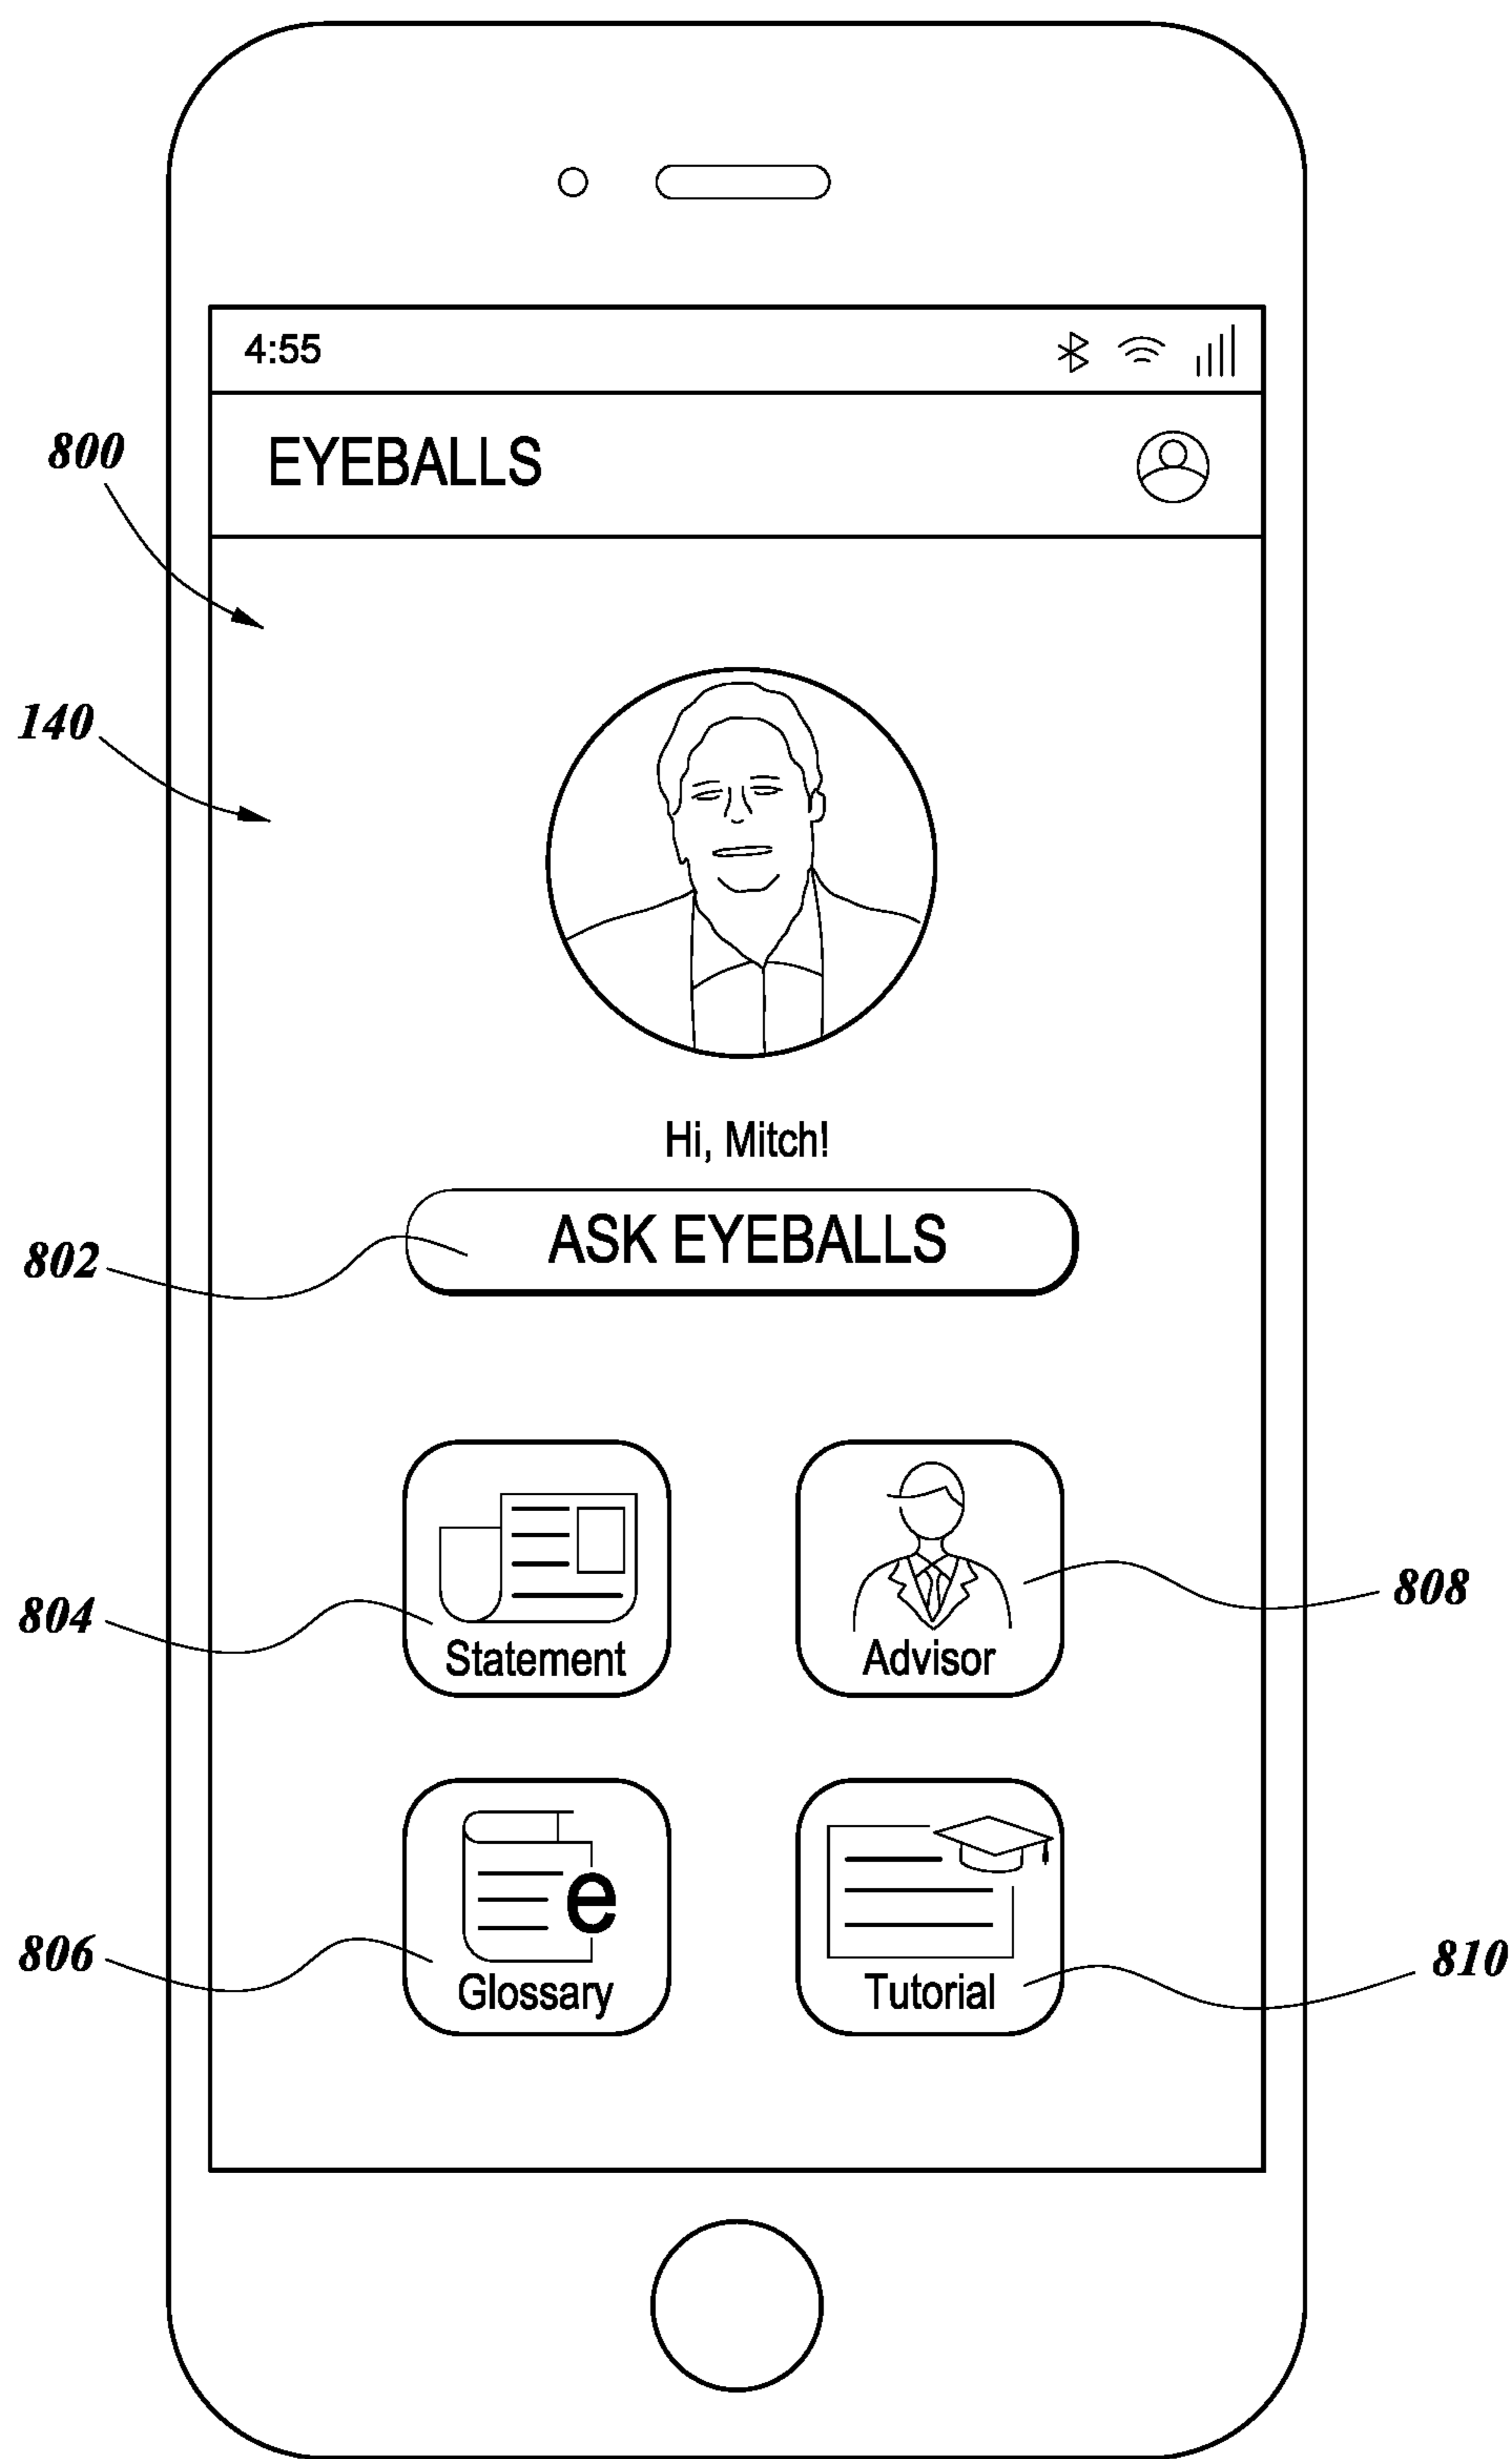 4:55
800
EYEBALLS
140
Hi, Mitch!
802
ASK EYEBALLS
804
Statement
Advisor
808
806
e
Glossary
Tutorial
810